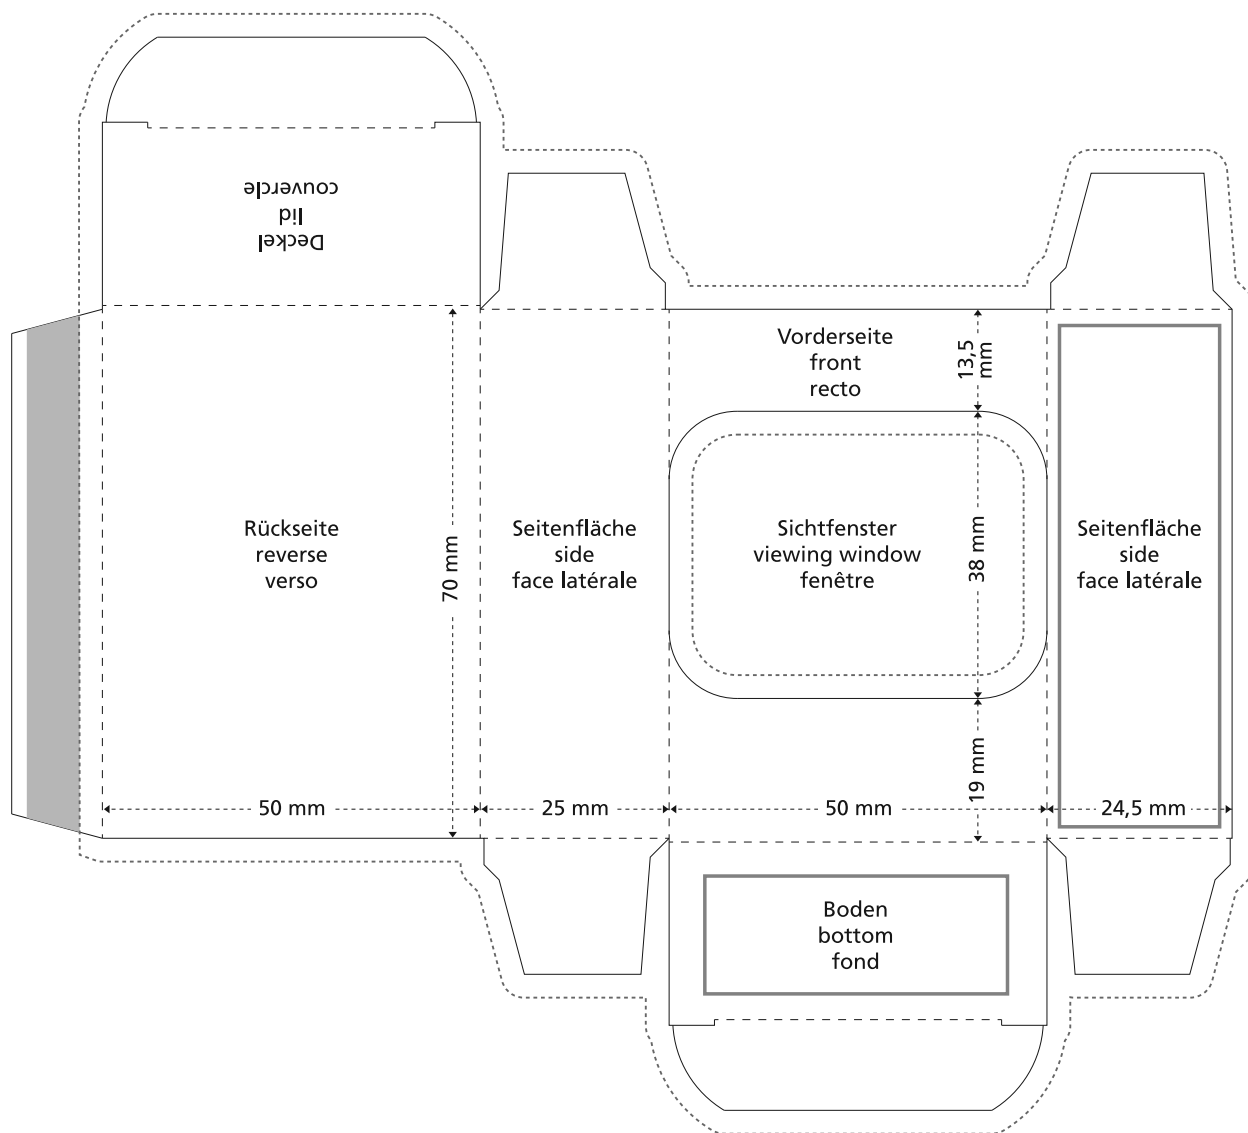 Deckel
lid
couvercle
Vorderseite
front
recto
13,5
mm
Rückseite
reverse
verso
70 mm
Seitenfläche
side
face latérale
Sichtfenster
viewing window
fenêtre
38 mm
Seitenfläche
side
face latérale
19 mm
50 mm
25 mm
50 mm
24,5 mm
Boden
bottom
fond